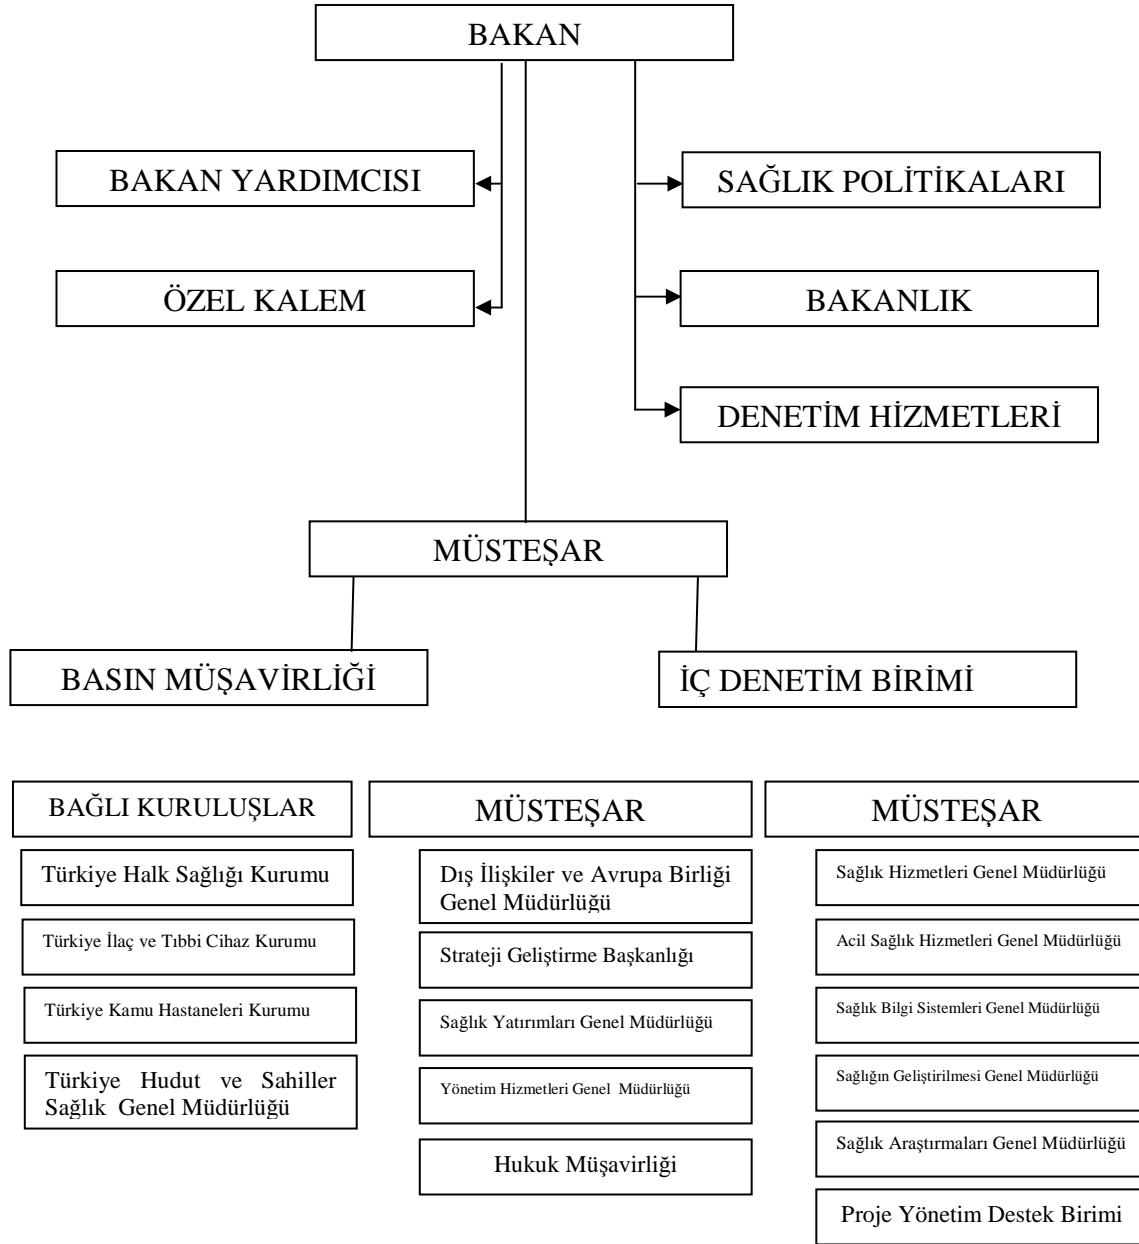 BAKAN
BAKAN YARDIMCISI
SAĞLIK POLİTİKALARI
ÖZEL KALEM
BAKANLIK
DENETİM HİZMETLERİ
MÜSTEŞAR
BASIN MÜŞAVİRLİĞİ
İÇ DENETİM BİRİMİ
BAĞLI KURULUŞLAR
Türkiye Halk Sağlığı Kurumu
Türkiye İlaç ve Tıbbi Cihaz Kurumu
Türkiye Kamu Hastaneleri Kurumu
Türkiye Hudut ve Sahiller
Sağlık Genel Müdürlüğü
MÜSTEŞAR
Dış İlişkiler ve Avrupa Birliği
Genel Müdürlüğü
Strateji Geliştirme Başkanlığı
Sağlık Yatırımları Genel Müdürlüğü
Yönetim Hizmetleri Genel Müdürlüğü
Hukuk Müşavirliği
MÜSTEŞAR
Sağlık Hizmetleri Genel Müdürlüğü
Acil Sağlık Hizmetleri Genel Müdürlüğü
Sağlık Bilgi Sistemleri Genel Müdürlüğü
Sağlığın Geliştirilmesi Genel Müdürlüğü
Sağlık Araştırmaları Genel Müdürlüğü
Proje Yönetim Destek Birimi